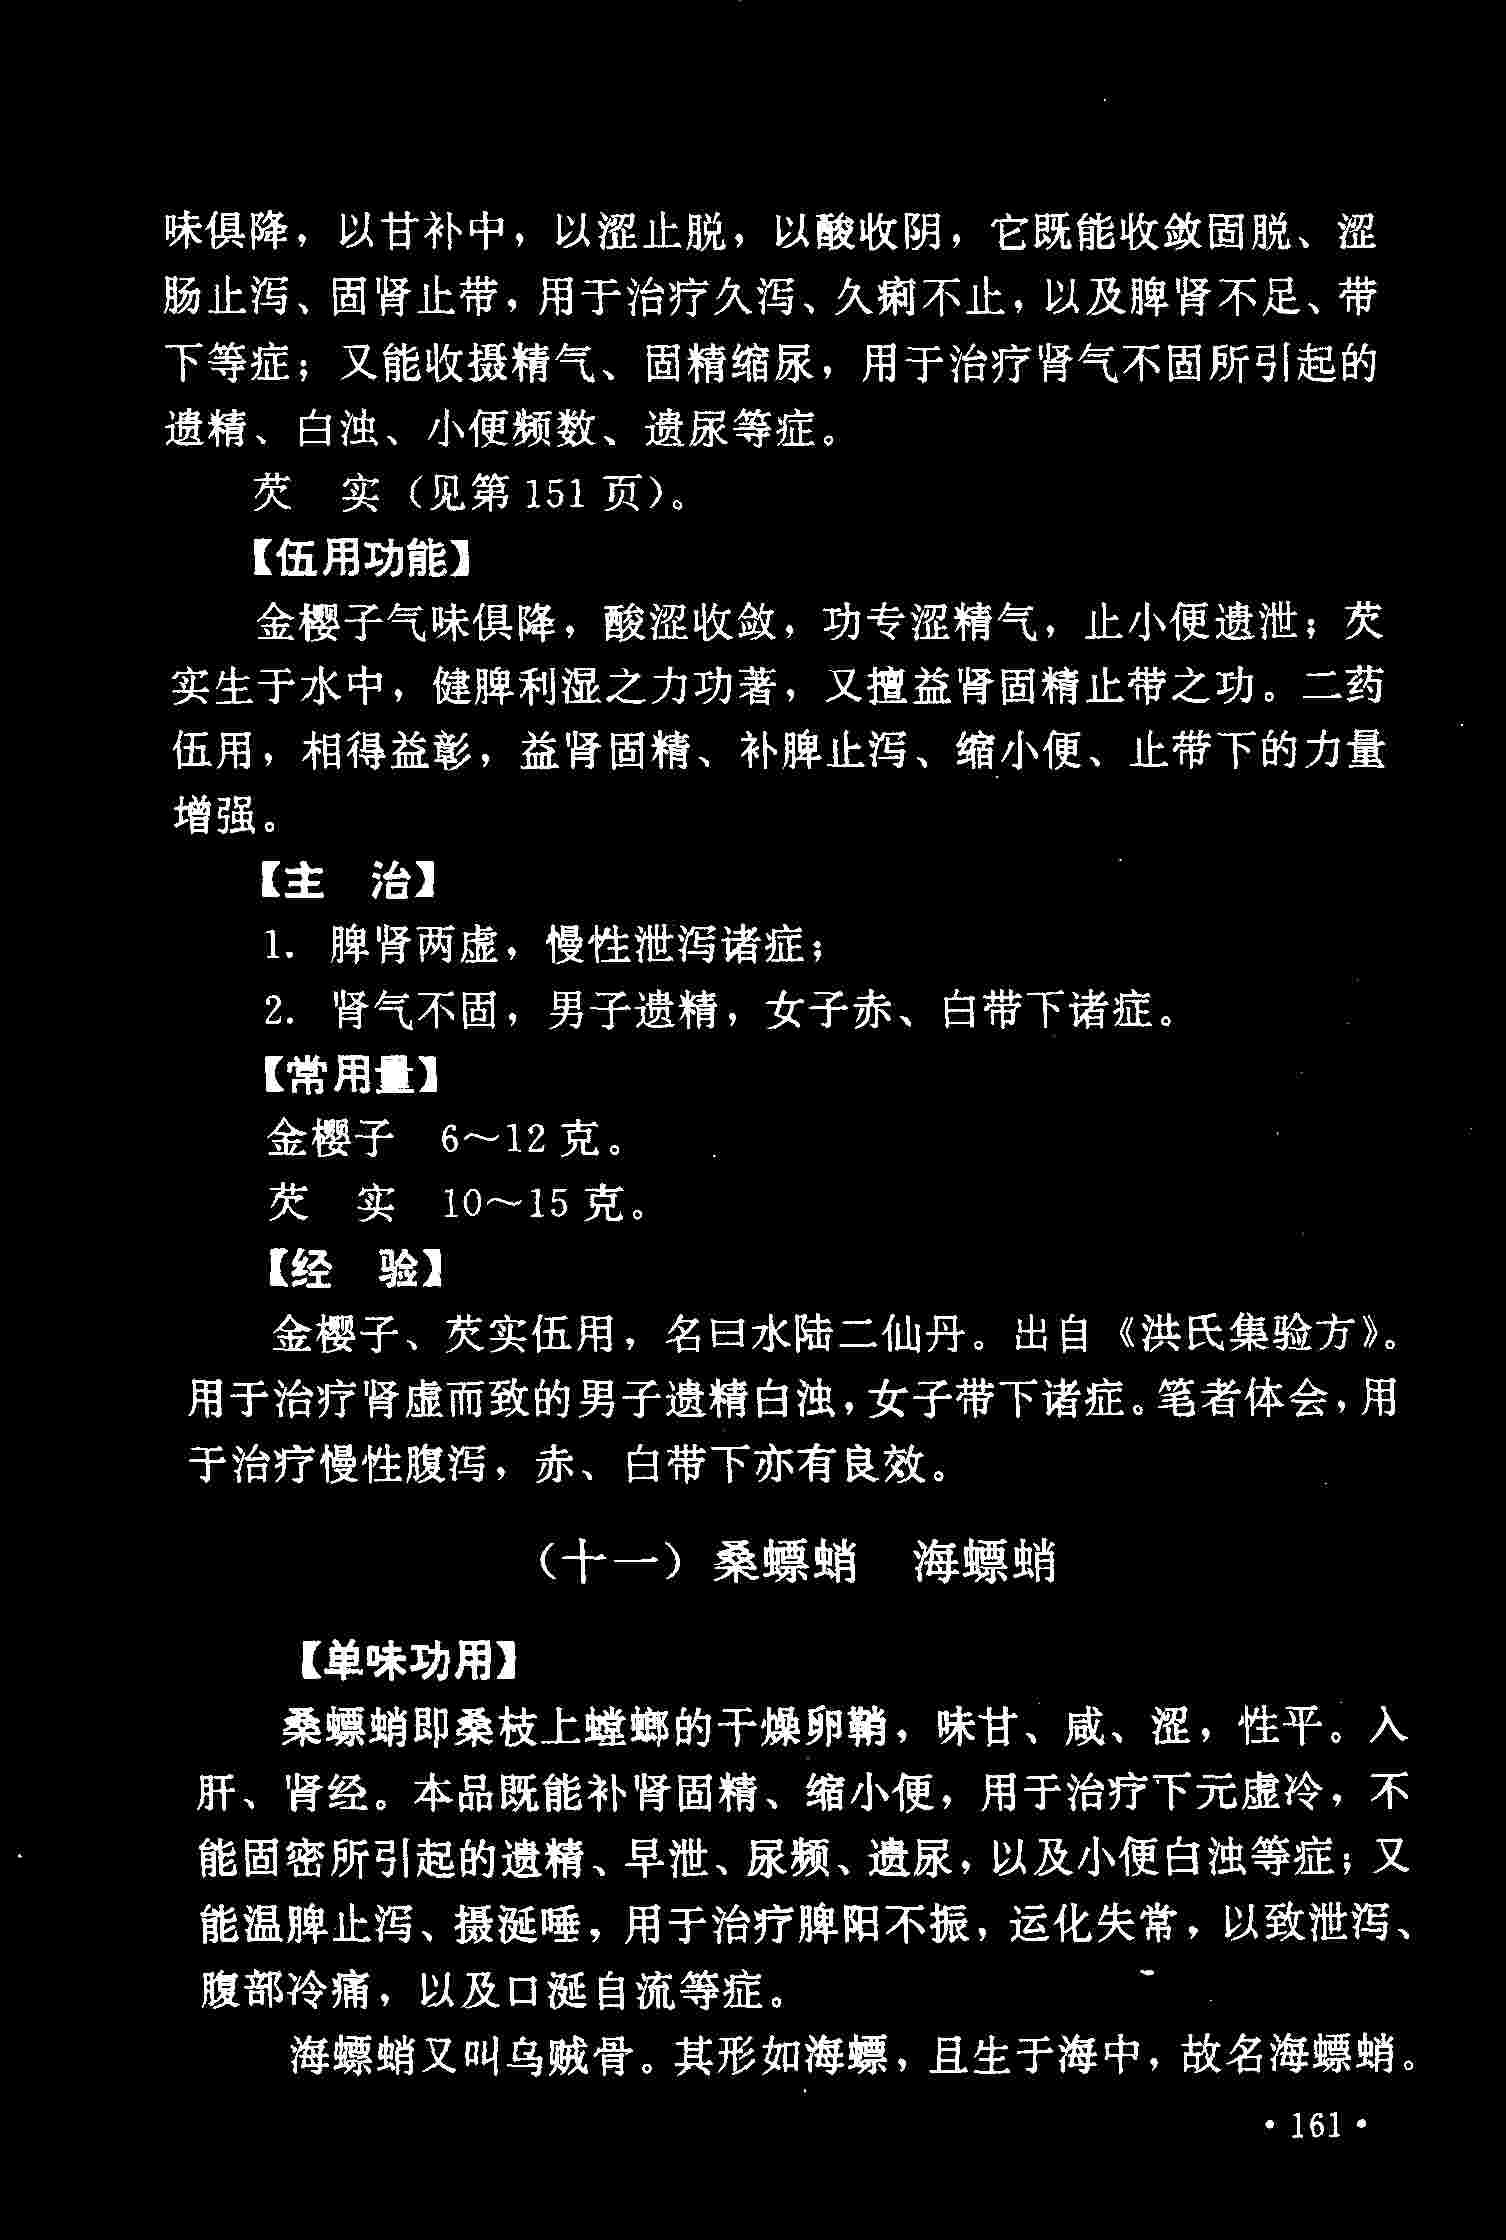 味俱降，以甘补中，以涩止脱，以酸收阴，它既能收敛固脱、涩
肠止泻、固肾止带，用于治疗久泻、久痢不止，以及脾肾不足、带
下等症；又能收摄精气、固精缩尿，用于治疗肾气不固所引起的
遗精、白浊、小便频数、遗尿等症。
芡　实（见第 151 页）。
【伍用功能】
金樱子气味俱降，酸涩收敛，功专涩精气，止小便遗泄；芡
实生于水中，健脾利湿之力功著，又擅益肾固精止带之功。二药
伍用，相得益彰，益肾固精、补脾止泻、缩小便、止带下的力量
增强。
【主　治】
1. 脾肾两虚，慢性泄泻诸症；
2. 肾气不固，男子遗精，女子赤、白带下诸症。
【常用量】
金樱子　6～12 克。
芡　实　10～15 克。
【经　验】
金樱子、芡实伍用，名曰水陆二仙丹。出自《洪氏集验方》。
用于治疗肾虚而致的男子遗精白浊，女子带下诸症。笔者体会，用
于治疗慢性腹泻，赤、白带下亦有良效。
（十一）桑螵蛸　海螵蛸
【单味功用】
桑螵蛸即桑枝上螳螂的干燥卵鞘，味甘、咸、涩，性平。入
肝、肾经。本品既能补肾固精、缩小便，用于治疗下元虚冷，不
能固密所引起的遗精、早泄、尿频、遗尿，以及小便白浊等症；又
能温脾止泻、摄涎唾，用于治疗脾阳不振，运化失常，以致泄泻、
腹部冷痛，以及口涎自流等症。
海螵蛸又叫乌贼骨。其形如海螵，且生于海中，故名海螵蛸。
· 161 ·